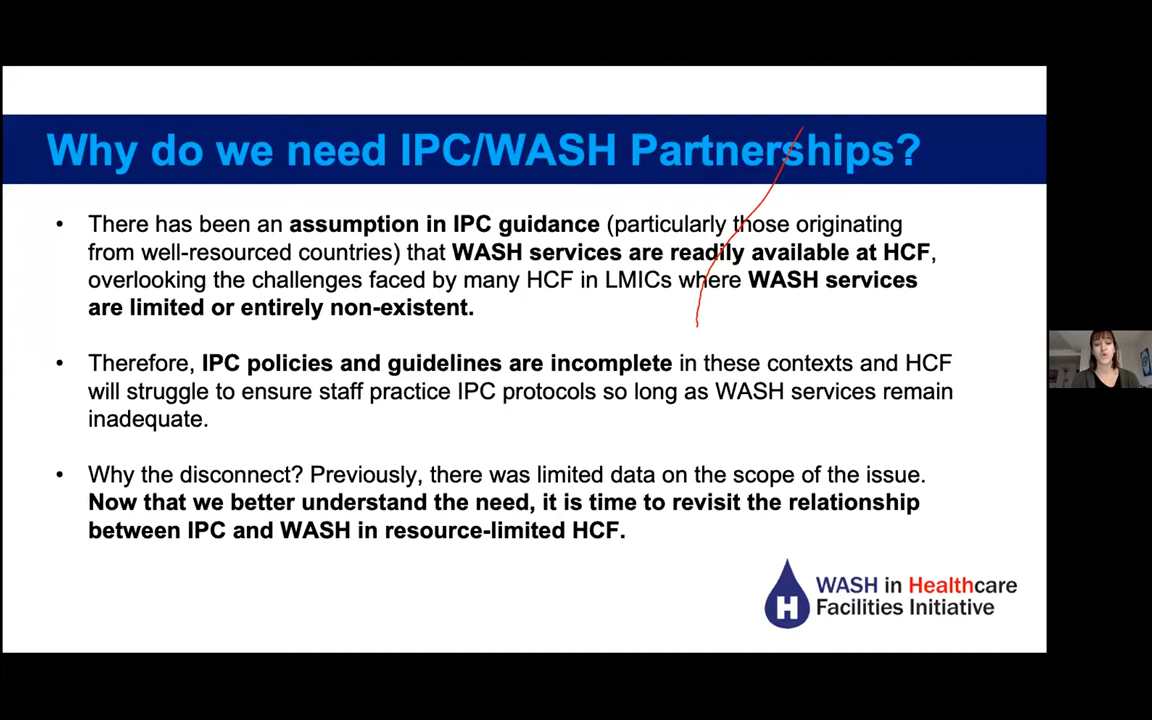 Why do we need IPC/WASH Partnerships?
• There has been an assumption in IPC guidance (particularly those originating
from well-resourced countries) that WASH services are readily available at HCF,
overlooking the challenges faced by many HCF in LMICs where WASH services
are limited or entirely non-existent.
• Therefore, IPC policies and guidelines are incomplete in these contexts and HCF
will struggle to ensure staff practice IPC protocols so long as WASH services remain
inadequate.
• Why the disconnect? Previously, there was limited data on the scope of the issue.
Now that we better understand the need, it is time to revisit the relationship
between IPC and WASH in resource-limited HCF.
H
WASH in Healthcare
Facilities Initiative